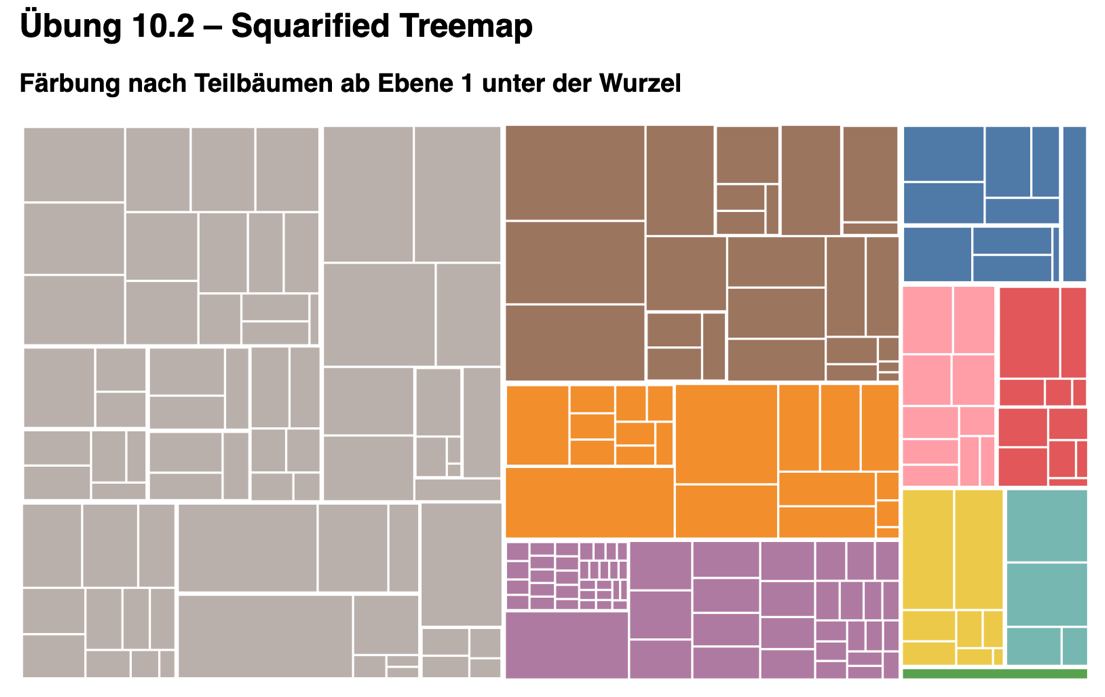 Übung 10.2 – Squarified Treemap
Färbung nach Teilbäumen ab Ebene 1 unter der Wurzel